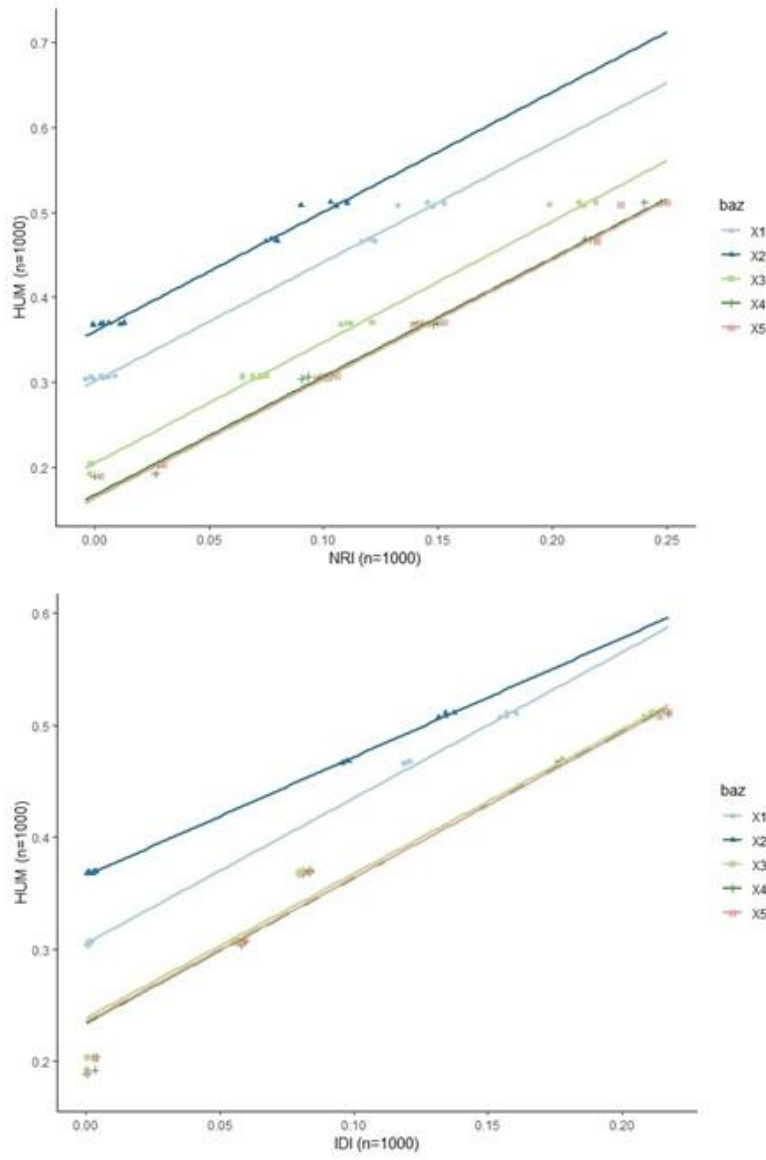 HUM (n=1000)
0.7
0.6
0.5
0.4
0.3
0.2
0.00 0.05 0.10 0.15 0.20 0.25
NRI (n=1000)
baz
X1
X2
X3
X4
X5
HUM (n=1000)
0.6
0.5
0.4
0.3
0.2
0.00 0.05 0.10 0.15 0.20
IDI (n=1000)
baz
X1
X2
X3
X4
X5